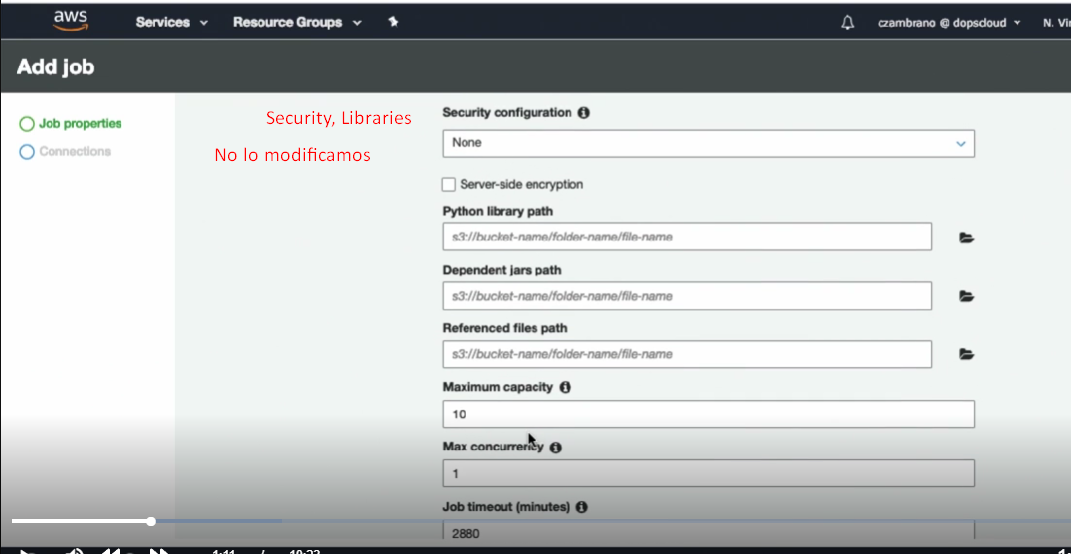 aws
Services
Resource Groups
czambrano @ dopscloud
N. Vir
Add job
Job properties
Connections
Security, Libraries
No lo modificamos
Security configuration
None
Server-side encryption
Python library path
s3://bucket-name/folder-name/file-name
Dependent jars path
s3://bucket-name/folder-name/file-name
Referenced files path
s3://bucket-name/folder-name/file-name
Maximum capacity
10
Max concurrency
1
Job timeout (minutes)
2880
1:11 /